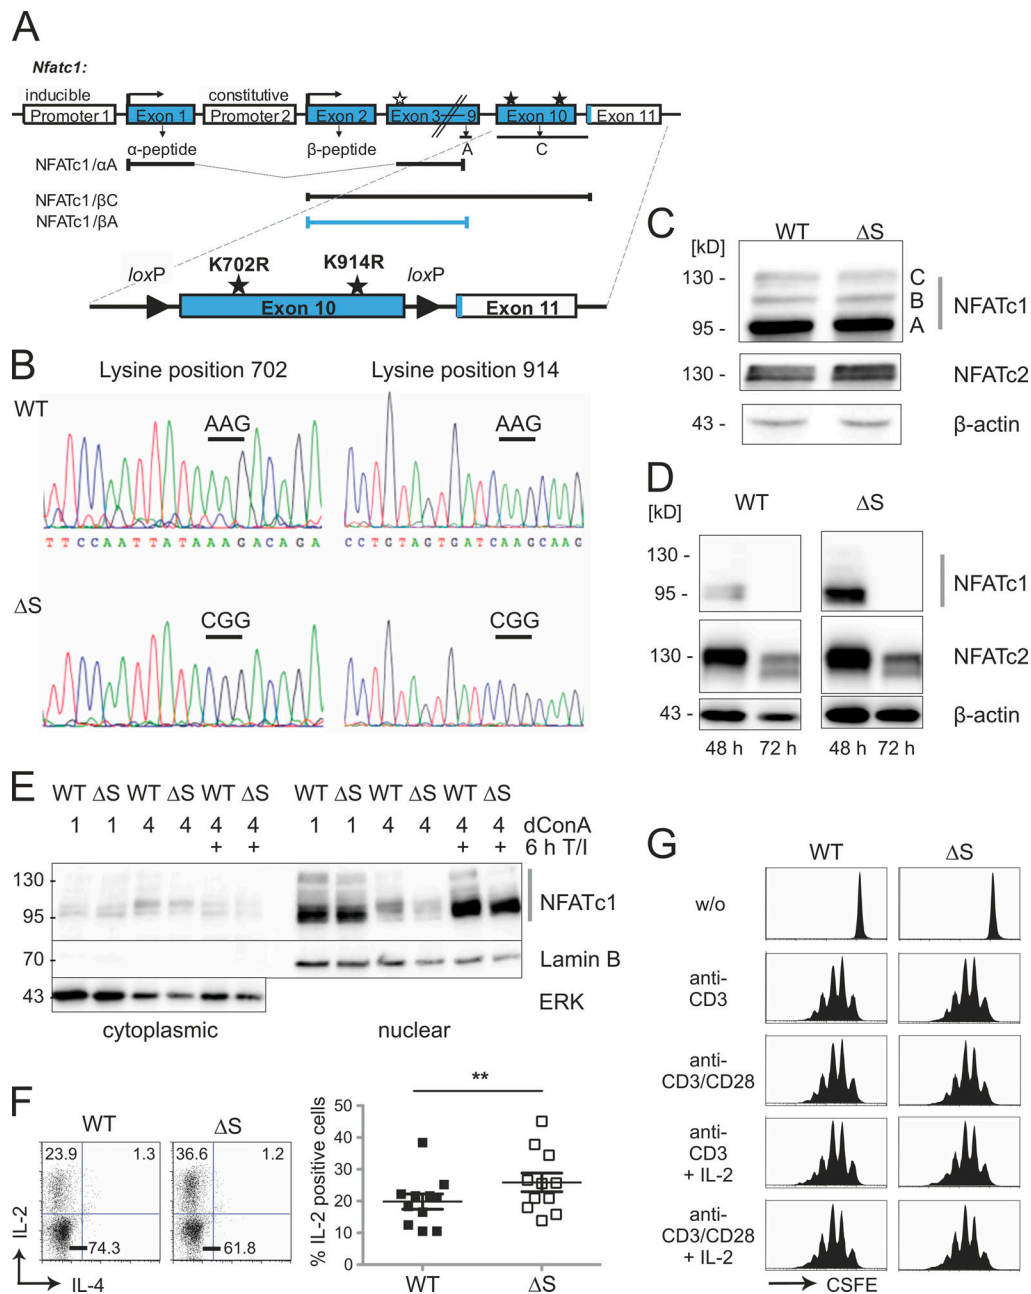 A
Nfatc1:
inducible
constitutive
Promoter 1
Exon 1
Promoter 2
Exon 2
Exon 3
9
Exon 10
Exon 11
α-peptide
β-peptide
A
C
NFATc1/αA
NFATc1/βC
NFATc1/βA
loxP
K702R
K914R
loxP
Exon 10
Exon 11
B
Lysine position 702
Lysine position 914
WT
AAG
AAG
T T C C A A T T A T A A A G A C A G A
C C T G T A G T G A T C A A G C A A G
ΔS
CGG
CGG
C
[kD]
WT
ΔS
130 -
C
B
NFATc1
95 -
A
130 -
NFATc2
43 -
β-actin
D
[kD]
WT
ΔS
130 -
NFATc1
95 -
130 -
NFATc2
43 -
β-actin
48 h
72 h
48 h
72 h
E
WT ΔS WT ΔS WT ΔS
WT ΔS WT ΔS WT ΔS
1 1 4 4 4 4
1 1 4 4 4 4
dConA
+ +
+ +
6 h T/I
130
NFATc1
95
70
Lamin B
43
ERK
cytoplasmic
nuclear
F
WT
ΔS
23.9
1.3
36.6
1.2
74.3
61.8
IL-2
IL-4
**
% IL-2 positive cells
50
40
30
20
10
0
WT
ΔS
G
WT
ΔS
w/o
anti-
CD3
anti-
CD3/CD28
anti-
CD3
+ IL-2
anti-
CD3/CD28
+ IL-2
CSFE